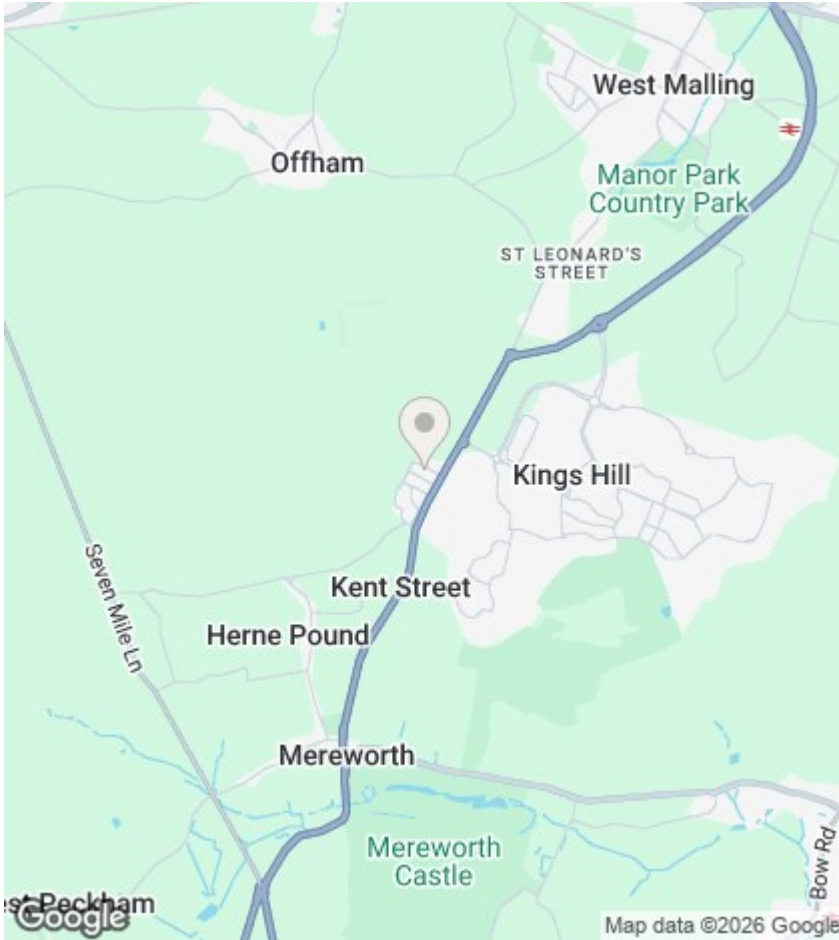 West Malling
Offham
Manor Park
Country Park
ST LEONARD'S
STREET
Kings Hill
Seven Mile Ln
Kent Street
Herne Pound
Mereworth
Mereworth
Castle
Bow Rd
Peckham
Google
Map data ©2026 Google